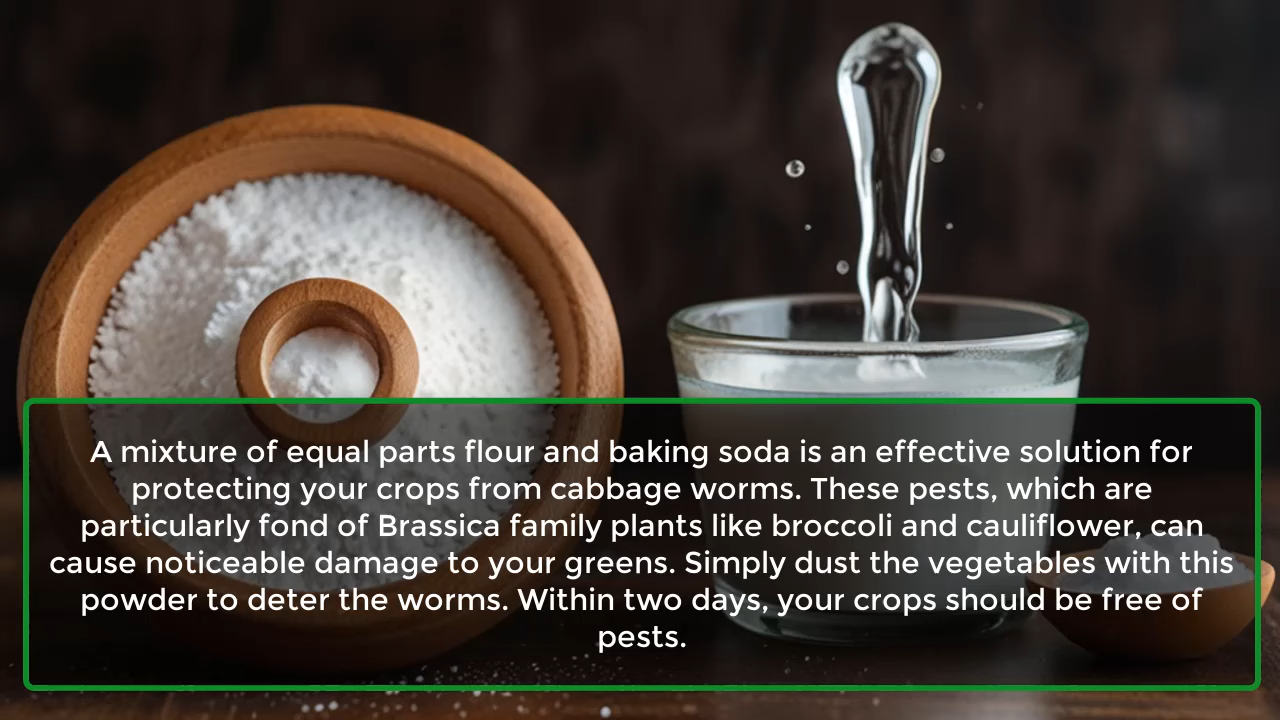 A mixture of equal parts flour and baking soda is an effective solution for
protecting your crops from cabbage worms. These pests, which are
particularly fond of Brassica family plants like broccoli and cauliflower, can
cause noticeable damage to your greens. Simply dust the vegetables with this
powder to deter the worms. Within two days, your crops should be free of
pests.